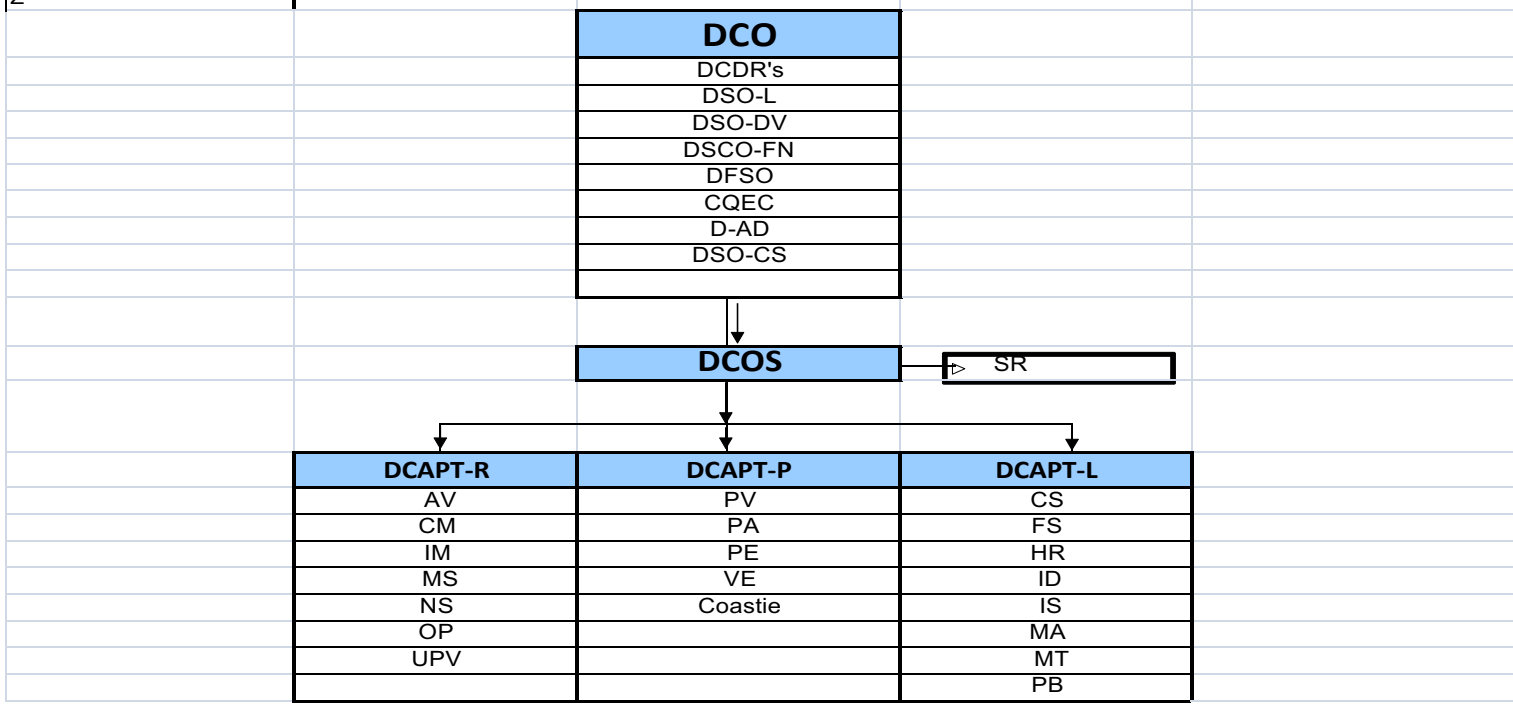 DCO
DCDR's
DSO-L
DSO-DV
DSCO-FN
DFSO
CQEC
D-AD
DSO-CS
DCOS
SR
DCAPT-R DCAPT-P DCAPT-L
AV PV CS
CM PA FS
IM PE HR
MS VE ID
NS Coastie IS
OP MA
UPV MT
PB